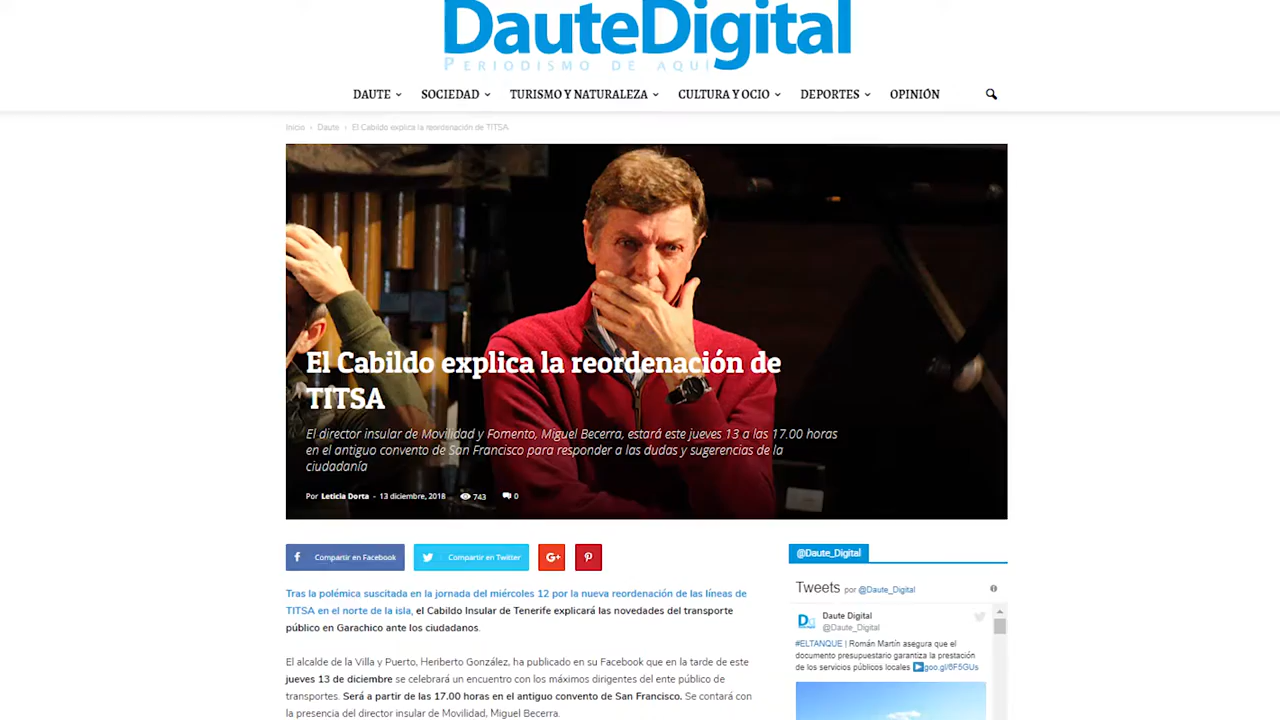 DauteDigital
PERIODISMO DE AQUÍ
DAUTE SOCIEDAD TURISMO Y NATURALEZA CULTURA Y OCIO DEPORTES OPINIÓN
Inicio › Daute › El Cabildo explica la reordenación de TITSA
El Cabildo explica la reordenación de
TITSA
El director insular de Movilidad y Fomento, Miguel Becerra, estará este jueves 13 a las 17.00 horas
en el antiguo convento de San Francisco para responder a las dudas y sugerencias de la
ciudadanía
Por Leticia Dorta - 13 diciembre, 2018 743 0
Compartir en Facebook Compartir en Twitter G+
@Daute_Digital
Tweets por @Daute_Digital
Daute Digital
@Daute_Digital
#ELTANQUE | Román Martín asegura que el
documento presupuestario garantiza la prestación
de los servicios públicos locales goo.gl/6F5GUs
Tras la polémica suscitada en la jornada del miércoles 12 por la nueva reordenación de las líneas de
TITSA en el norte de la isla, el Cabildo Insular de Tenerife explicará las novedades del transporte
público en Garachico ante los ciudadanos.
El alcalde de la Villa y Puerto, Heriberto González, ha publicado en su Facebook que en la tarde de este
jueves 13 de diciembre se celebrará un encuentro con los máximos dirigentes del ente público de
transportes. Será a partir de las 17.00 horas en el antiguo convento de San Francisco. Se contará con
la presencia del director insular de Movilidad, Miguel Becerra.